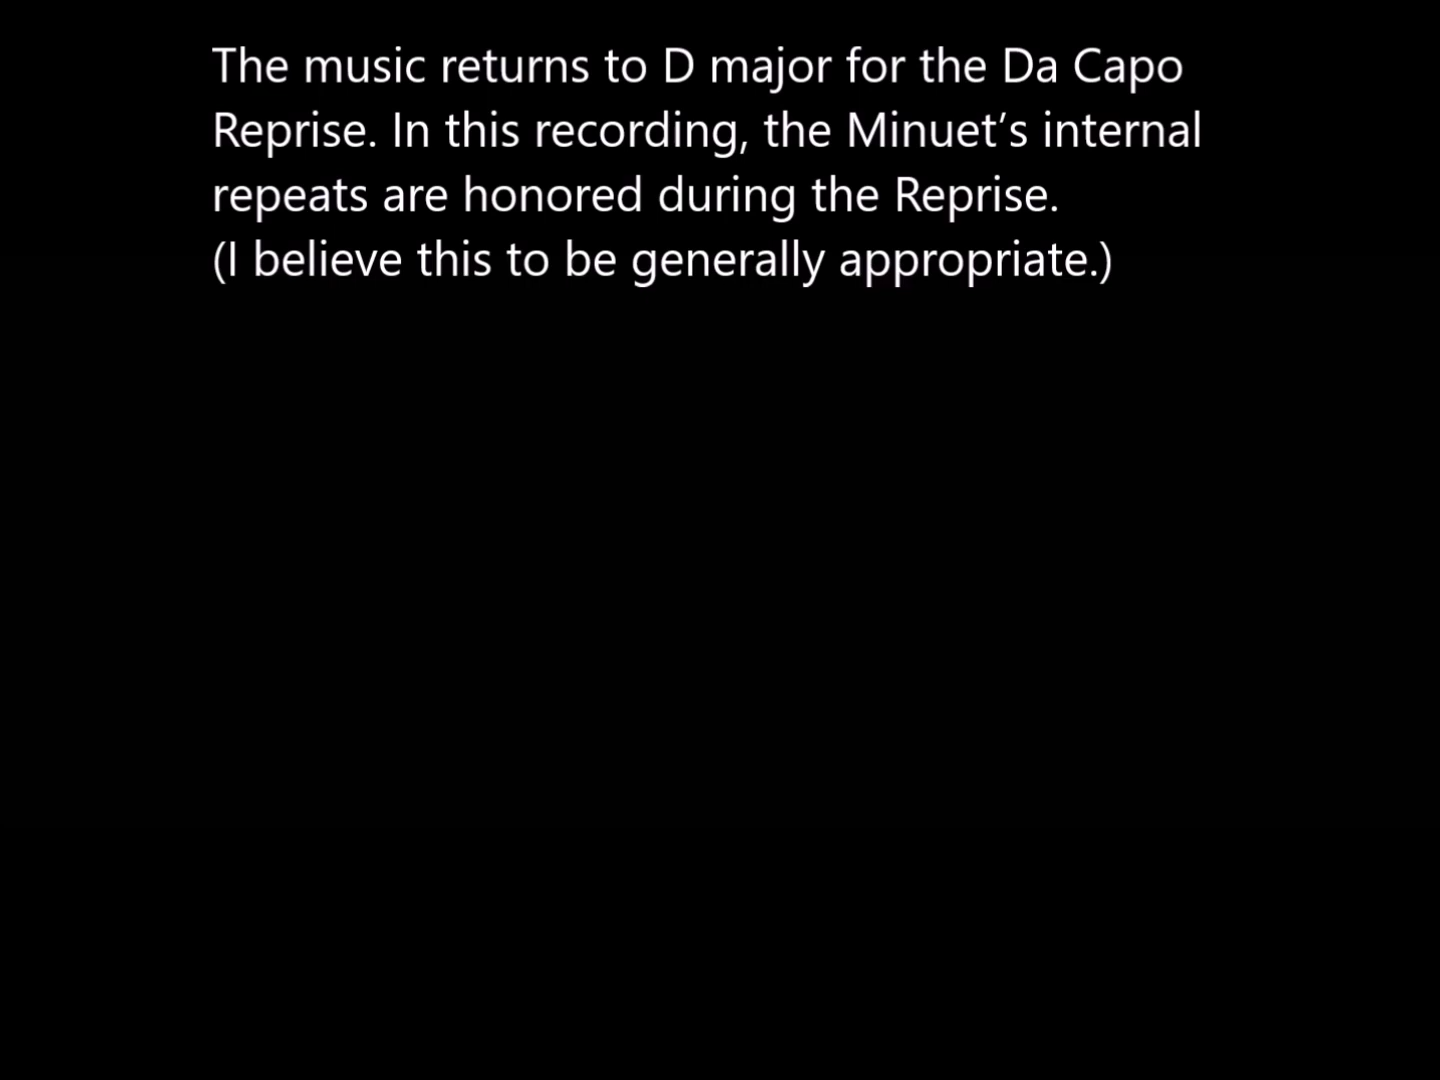 The music returns to D major for the Da Capo
Reprise. In this recording, the Minuet’s internal
repeats are honored during the Reprise.
(I believe this to be generally appropriate.)